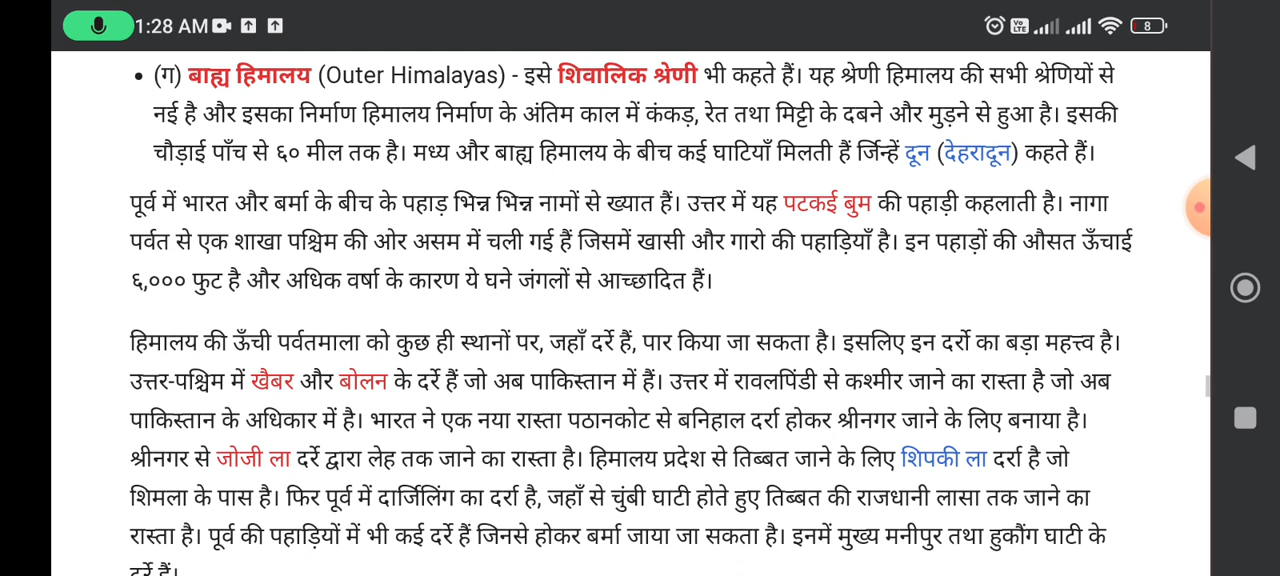 1:28 AM
Vo LTE
8
• (ग) बाह्य हिमालय (Outer Himalayas) - इसे शिवालिक श्रेणी भी कहते हैं। यह श्रेणी हिमालय की सभी श्रेणियों से
नई है और इसका निर्माण हिमालय निर्माण के अंतिम काल में कंकड़, रेत तथा मिट्टी के दबने और मुड़ने से हुआ है। इसकी
चौड़ाई पाँच से ६० मील तक है। मध्य और बाह्य हिमालय के बीच कई घाटियाँ मिलती हैं र्जिन्हें दून (देहरादून) कहते हैं।
पूर्व में भारत और बर्मा के बीच के पहाड़ भिन्न भिन्न नामों से ख्यात हैं। उत्तर में यह पटकई बुम की पहाड़ी कहलाती है। नागा
पर्वत से एक शाखा पश्चिम की ओर असम में चली गई हैं जिसमें खासी और गारो की पहाड़ियाँ है। इन पहाड़ों की औसत ऊँचाई
६,००० फुट है और अधिक वर्षा के कारण ये घने जंगलों से आच्छादित हैं।
हिमालय की ऊँची पर्वतमाला को कुछ ही स्थानों पर, जहाँ दर्रे हैं, पार किया जा सकता है। इसलिए इन दर्रो का बड़ा महत्त्व है।
उत्तर-पश्चिम में खैबर और बोलन के दर्रे हैं जो अब पाकिस्तान में हैं। उत्तर में रावलपिंडी से कश्मीर जाने का रास्ता है जो अब
पाकिस्तान के अधिकार में है। भारत ने एक नया रास्ता पठानकोट से बनिहाल दर्रा होकर श्रीनगर जाने के लिए बनाया है।
श्रीनगर से जोजी ला दर्रे द्वारा लेह तक जाने का रास्ता है। हिमालय प्रदेश से तिब्बत जाने के लिए शिपकी ला दर्रा है जो
शिमला के पास है। फिर पूर्व में दार्जिलिंग का दर्रा है, जहाँ से चुंबी घाटी होते हुए तिब्बत की राजधानी लासा तक जाने का
रास्ता है। पूर्व की पहाड़ियों में भी कई दर्रे हैं जिनसे होकर बर्मा जाया जा सकता है। इनमें मुख्य मनीपुर तथा हुकौंग घाटी के
दर्रे हैं।